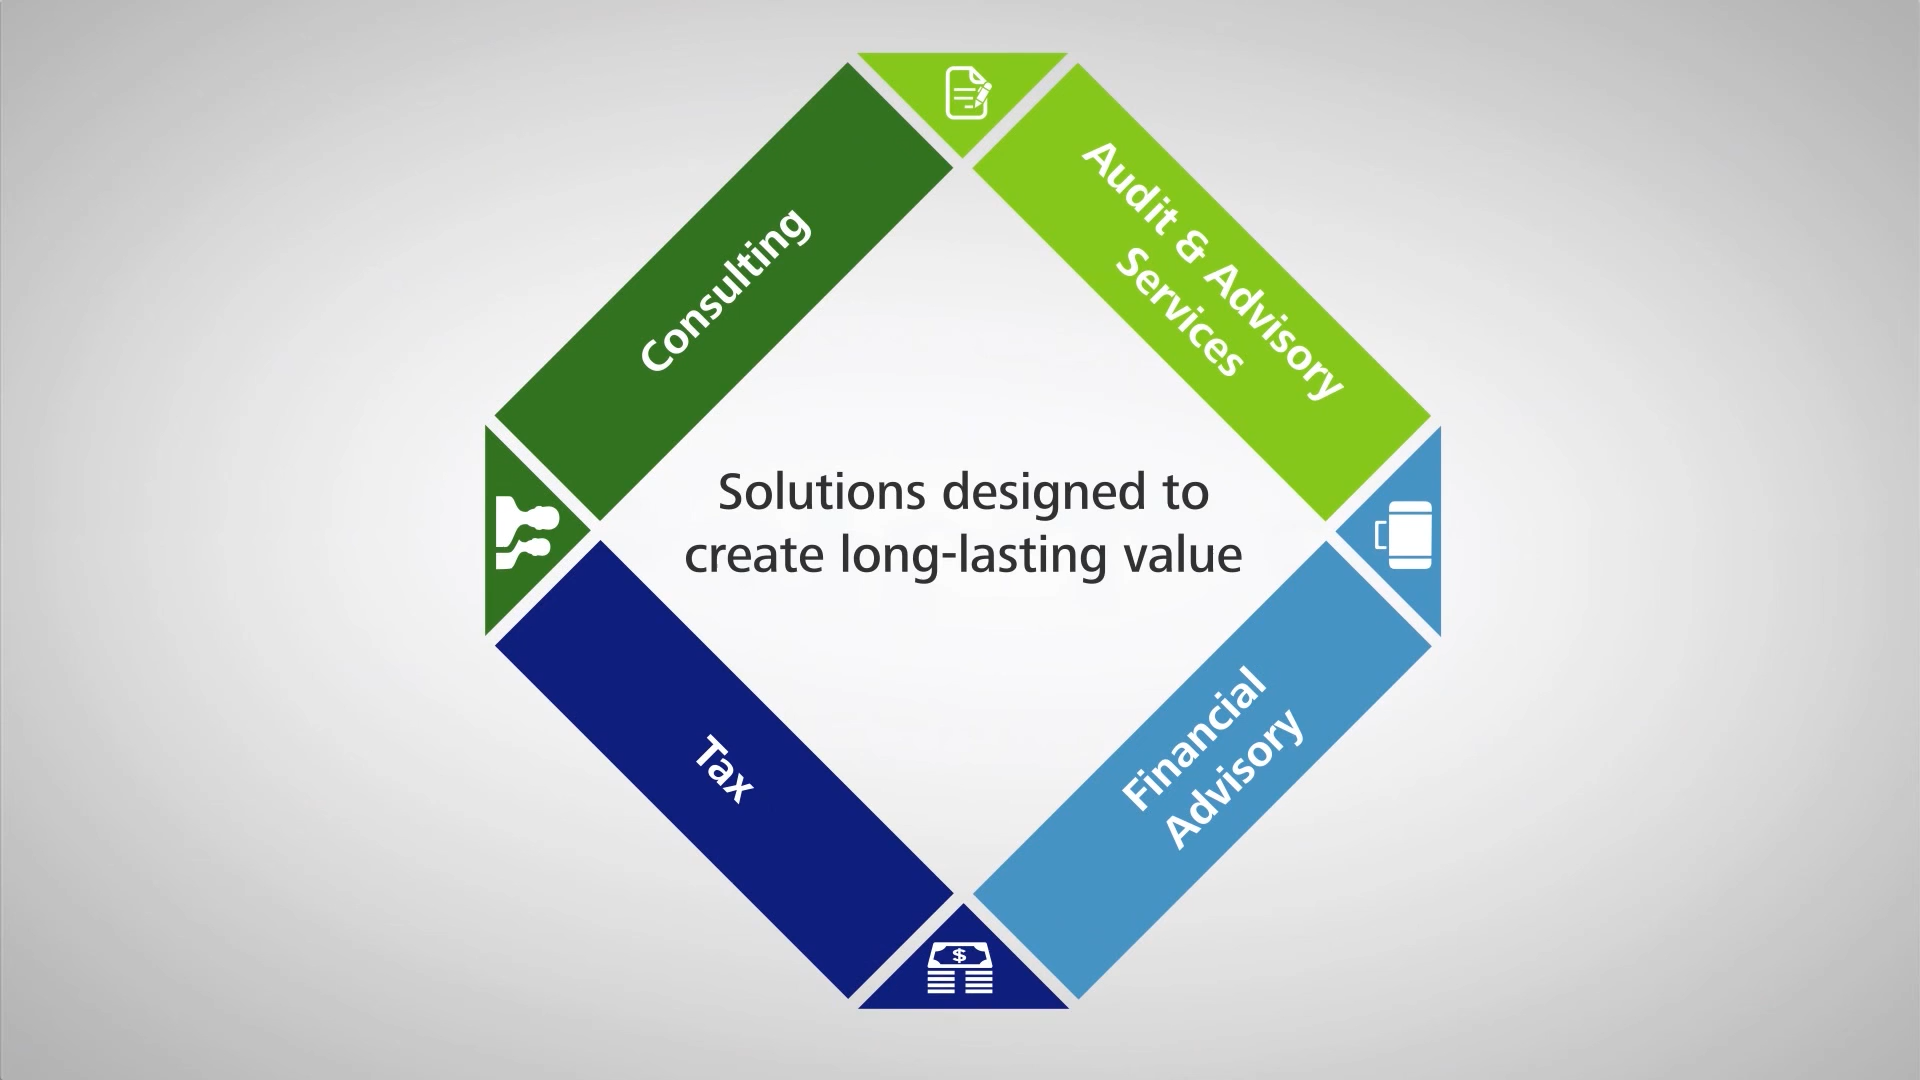 Consulting
Audit & Advisory
Services
Solutions designed to
create long-lasting value
Tax
Financial
Advisory
$